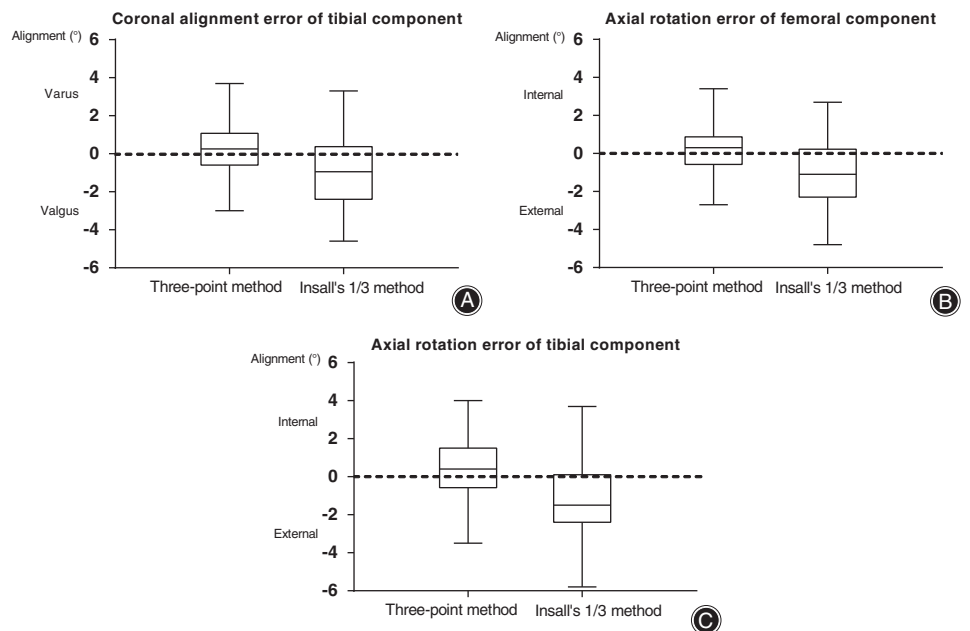 Coronal alignment error of tibial component
Alignment (°)
6
4
Varus
2
0
-2
Valgus
-4
-6
Three-point method
Insall's 1/3 method
A
Axial rotation error of femoral component
Alignment (°)
6
4
Internal
2
0
-2
External
-4
-6
Three-point method
Insall's 1/3 method
B
Axial rotation error of tibial component
Alignment (°)
6
4
Internal
2
0
-2
External
-4
-6
Three-point method
Insall's 1/3 method
C